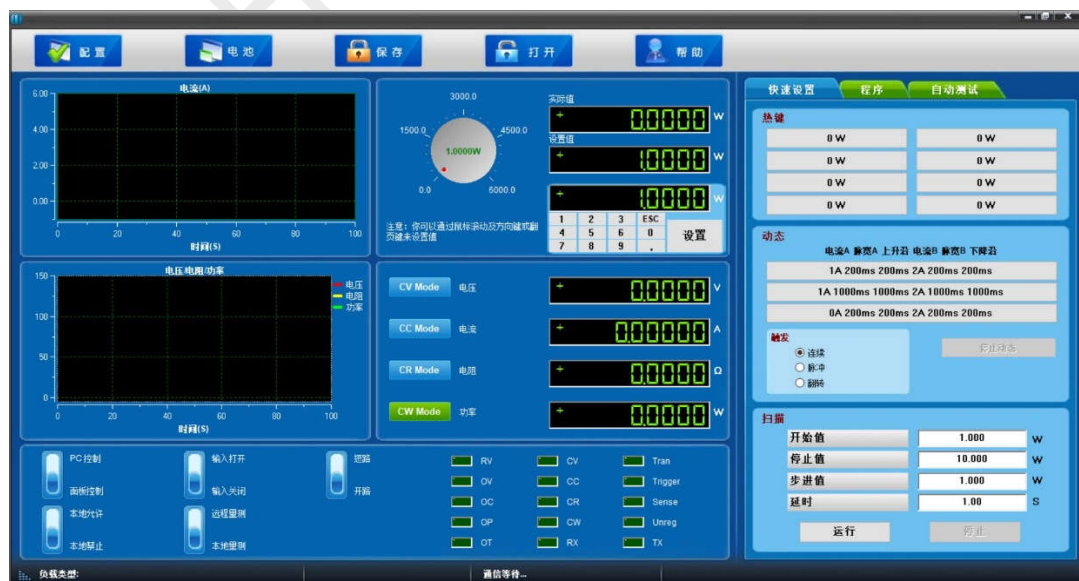 配置
电池
保存
打开
帮助
电流(A)
6.00
4.00
2.00
0.00
0 20 40 60 80 100
时间(S)
3000.0
1500.0
4500.0
1.0000W
0.0
6000.0
注意：你可以通过鼠标滚动及方向键或翻
页键来设置值
实际值
+ 0.0000 W
设置值
+ 1.0000 W
+ 1.0000 W
1 2 3 ESC
4 5 6 0
7 8 9 .
设置
电压/电阻/功率
150
100
50
0
0 20 40 60 80 100
时间(S)
电压
电阻
功率
CV Mode 电压 + 0.0000 V
CC Mode 电流 + 0.00000 A
CR Mode 电阻 + 0.0000 Ω
CW Mode 功率 + 0.0000 W
PC控制
面板控制
输入打开
输入关闭
短路
开路
本地允许
本地禁止
远程量测
本地量测
RV CV Tran
OV CC Trigger
OC CR Sense
OP CW Unreg
OT RX TX
快速设置 程序 自动测试
热键
0 W 0 W
0 W 0 W
0 W 0 W
0 W 0 W
动态
电流A 脉宽A 上升沿 电流B 脉宽B 下降沿
1A 200ms 200ms 2A 200ms 200ms
1A 1000ms 1000ms 2A 1000ms 1000ms
0A 200ms 200ms 2A 200ms 200ms
触发
连续
脉冲
翻转
停止动态
扫描
开始值 1.000 W
停止值 10.000 W
步进值 1.000 W
延时 1.00 S
运行 停止
负载类型:
通信等待...